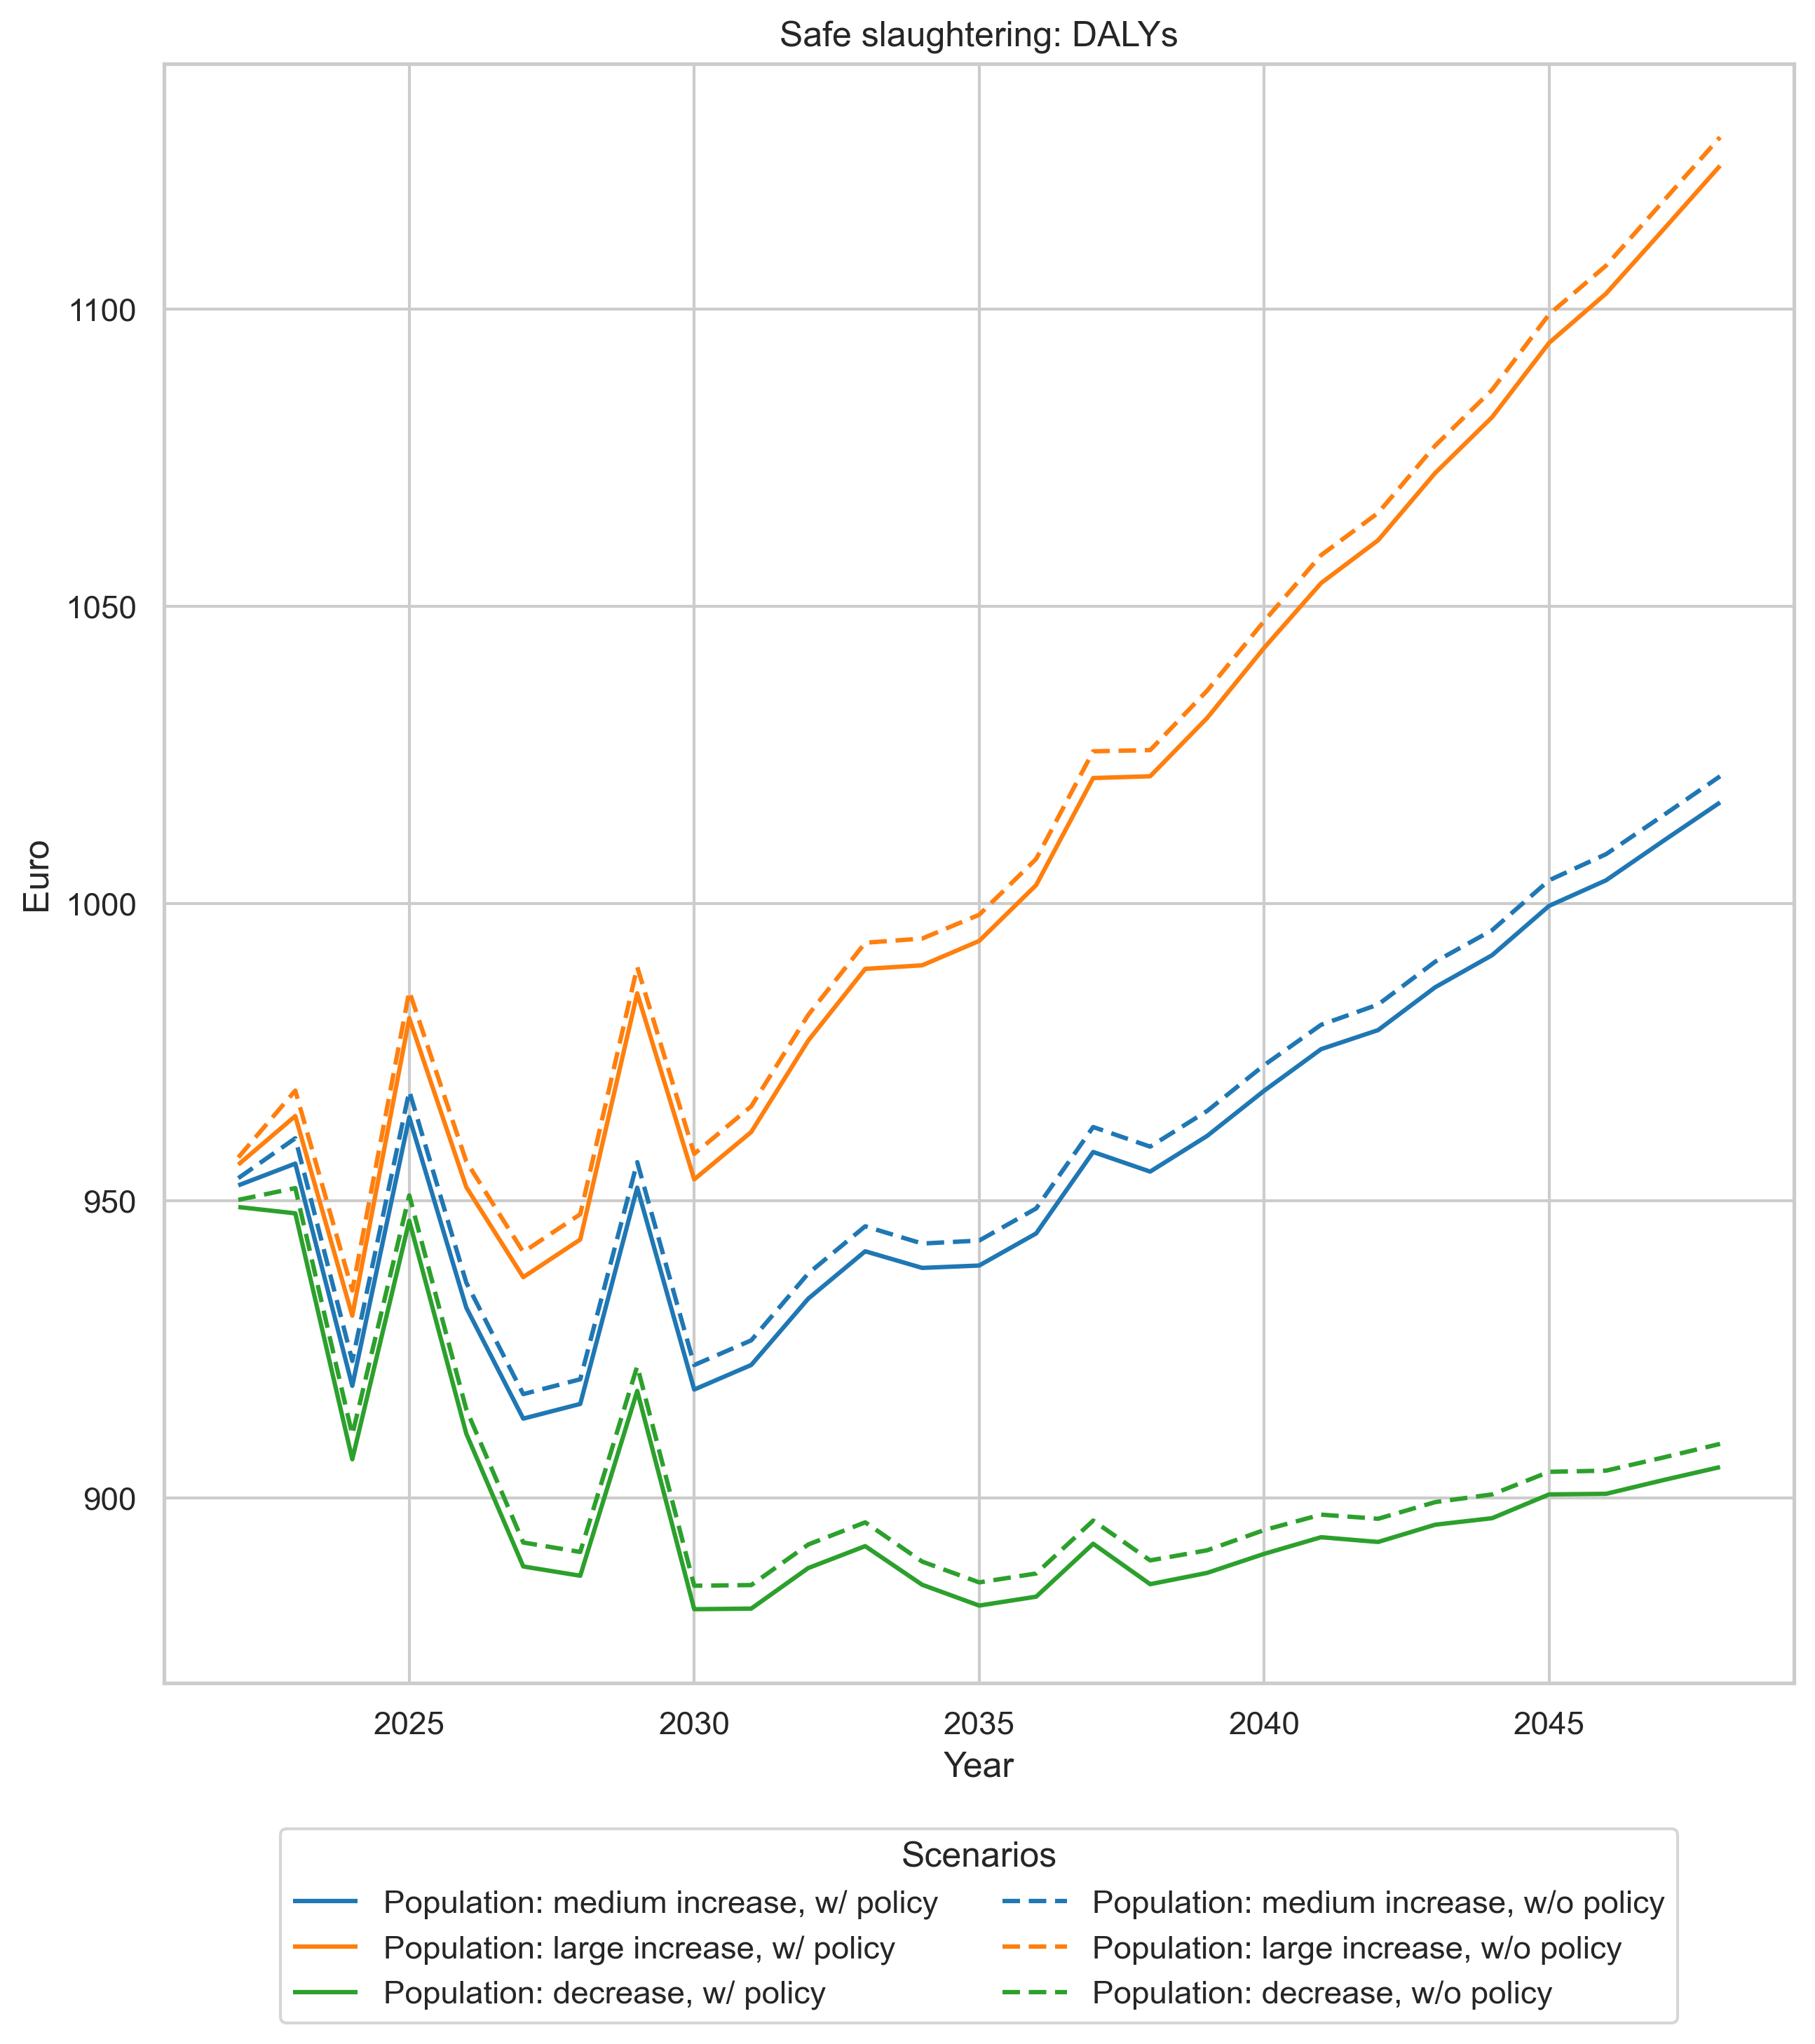 Safe slaughtering: DALYs
1100
1050
1000
950
900
Euro
2025 2030 2035 2040 2045
Year
Scenarios
Population: medium increase, w/ policy Population: medium increase, w/o policy
Population: large increase, w/ policy Population: large increase, w/o policy
Population: decrease, w/ policy Population: decrease, w/o policy